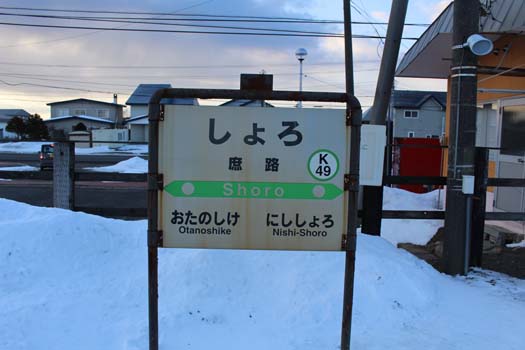 しょろ
庶路
K
49
Shoro
おたのしけ にししょろ
Otanoshike Nishi-Shoro